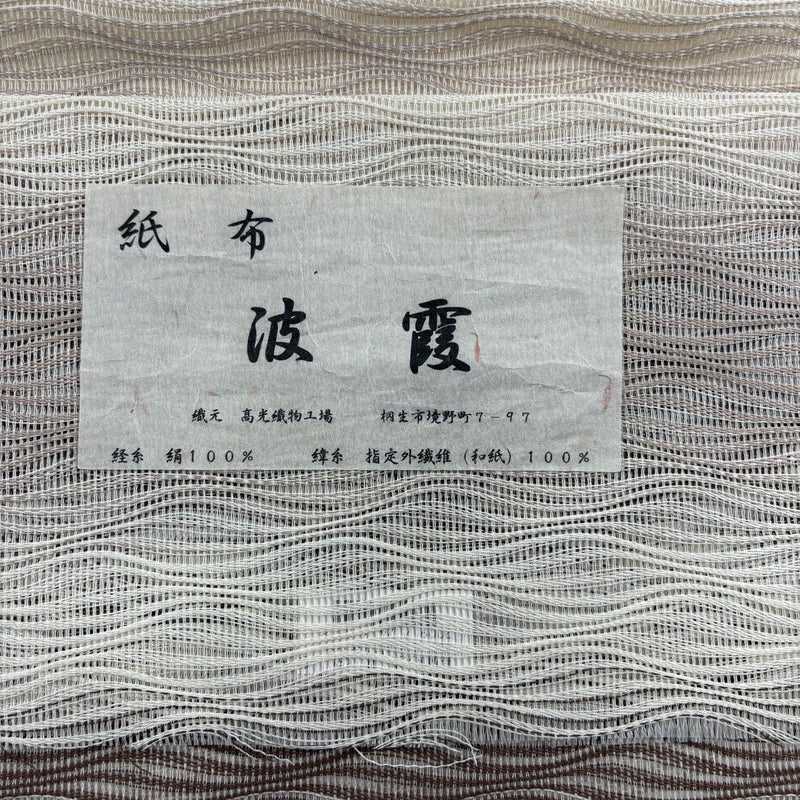 紙布
波霞
織元 高光織物工場 桐生市境野町7-97
経糸 絹100% 緯糸 指定外繊維(和紙)100%